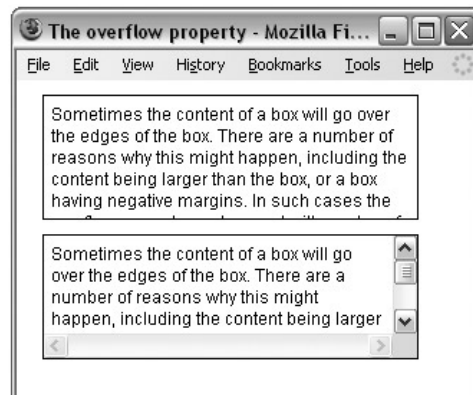 The overflow property - Mozilla Fi...
File Edit View History Bookmarks Tools Help
Sometimes the content of a box will go over
the edges of the box. There are a number of
reasons why this might happen, including the
content being larger than the box, or a box
having negative margins. In such cases the
Sometimes the content of a box will go
over the edges of the box. There are a
number of reasons why this might
happen, including the content being larger